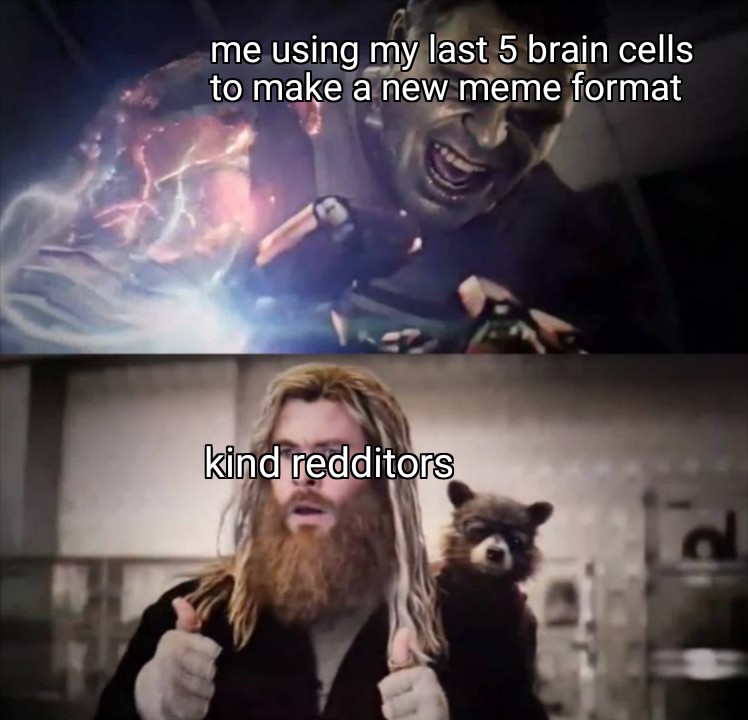 me using my last 5 brain cells
to make a new meme format
kind redditors